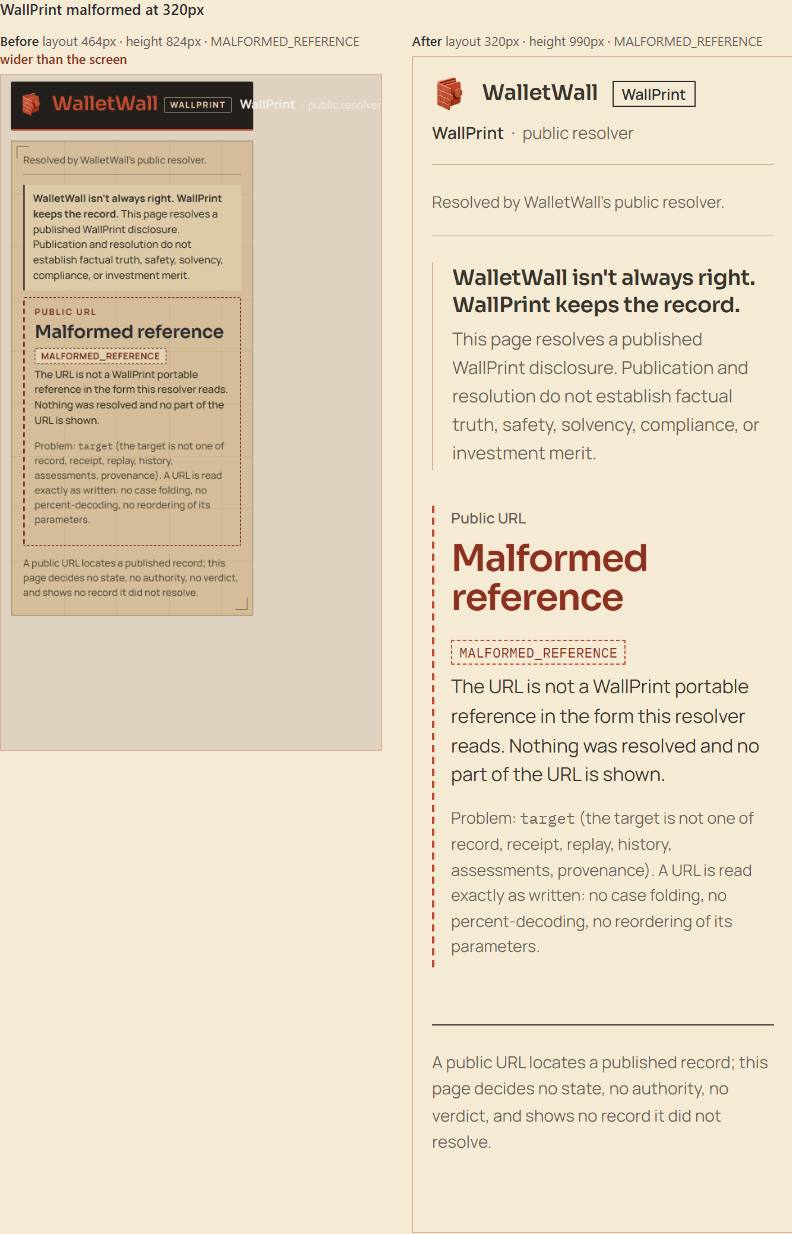 WallPrint malformed at 320px
Before layout 464px · height 824px · MALFORMED_REFERENCE
wider than the screen
WalletWall WALLPRINT WallPrint · public resolver
Resolved by WalletWall's public resolver.
WalletWall isn't always right. WallPrint
keeps the record. This page resolves a
published WallPrint disclosure.
Publication and resolution do not
establish factual truth, safety, solvency,
compliance, or investment merit.
PUBLIC URL
Malformed reference
MALFORMED_REFERENCE
The URL is not a WallPrint portable
reference in the form this resolver reads.
Nothing was resolved and no part of the
URL is shown.
Problem: target (the target is not one of
record, receipt, replay, history,
assessments, provenance). A URL is read
exactly as written: no case folding, no
percent-decoding, no reordering of its
parameters.
A public URL locates a published record; this
page decides no state, no authority, no verdict,
and shows no record it did not resolve.
After layout 320px · height 990px · MALFORMED_REFERENCE
WalletWall WallPrint
WallPrint · public resolver
Resolved by WalletWall's public resolver.
WalletWall isn't always right.
WallPrint keeps the record.
This page resolves a published
WallPrint disclosure. Publication and
resolution do not establish factual
truth, safety, solvency, compliance, or
investment merit.
Public URL
Malformed
reference
MALFORMED_REFERENCE
The URL is not a WallPrint portable
reference in the form this resolver
reads. Nothing was resolved and no
part of the URL is shown.
Problem: target (the target is not one of
record, receipt, replay, history,
assessments, provenance). A URL is read
exactly as written: no case folding, no
percent-decoding, no reordering of its
parameters.
A public URL locates a published record; this
page decides no state, no authority, no
verdict, and shows no record it did not
resolve.